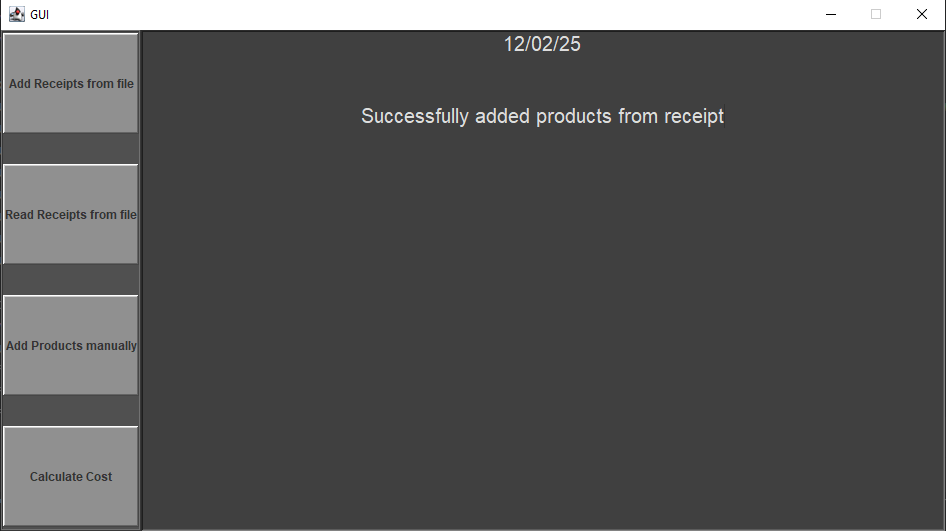 GUI
Add Receipts from file
Read Receipts from file
Add Products manually
Calculate Cost
12/02/25
Successfully added products from receipt